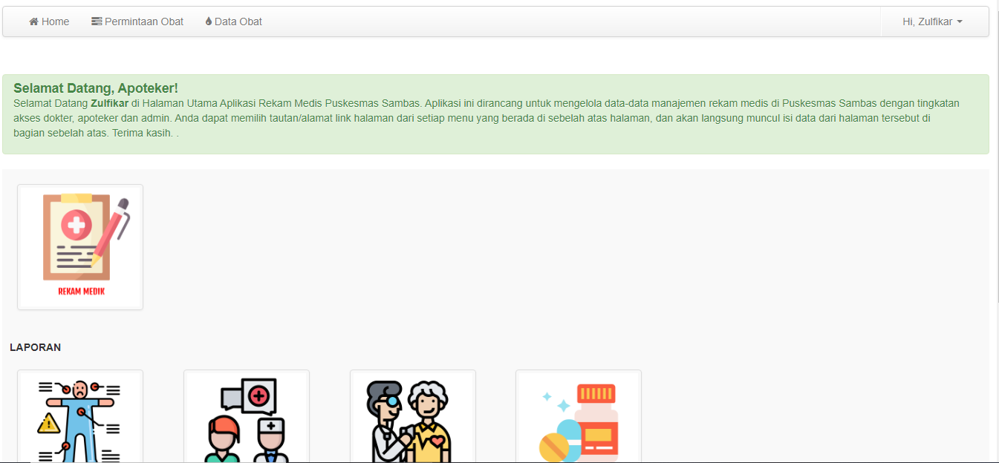 Home Permintaan Obat Data Obat Hi, Zulfikar
Selamat Datang, Apoteker!
Selamat Datang Zulfikar di Halaman Utama Aplikasi Rekam Medis Puskesmas Sambas. Aplikasi ini dirancang untuk mengelola data-data manajemen rekam medis di Puskesmas Sambas dengan tingkatan
akses dokter, apoteker dan admin. Anda dapat memilih tautan/alamat link halaman dari setiap menu yang berada di sebelah atas halaman, dan akan langsung muncul isi data dari halaman tersebut di
bagian sebelah atas. Terima kasih. .
REKAM MEDIK
LAPORAN